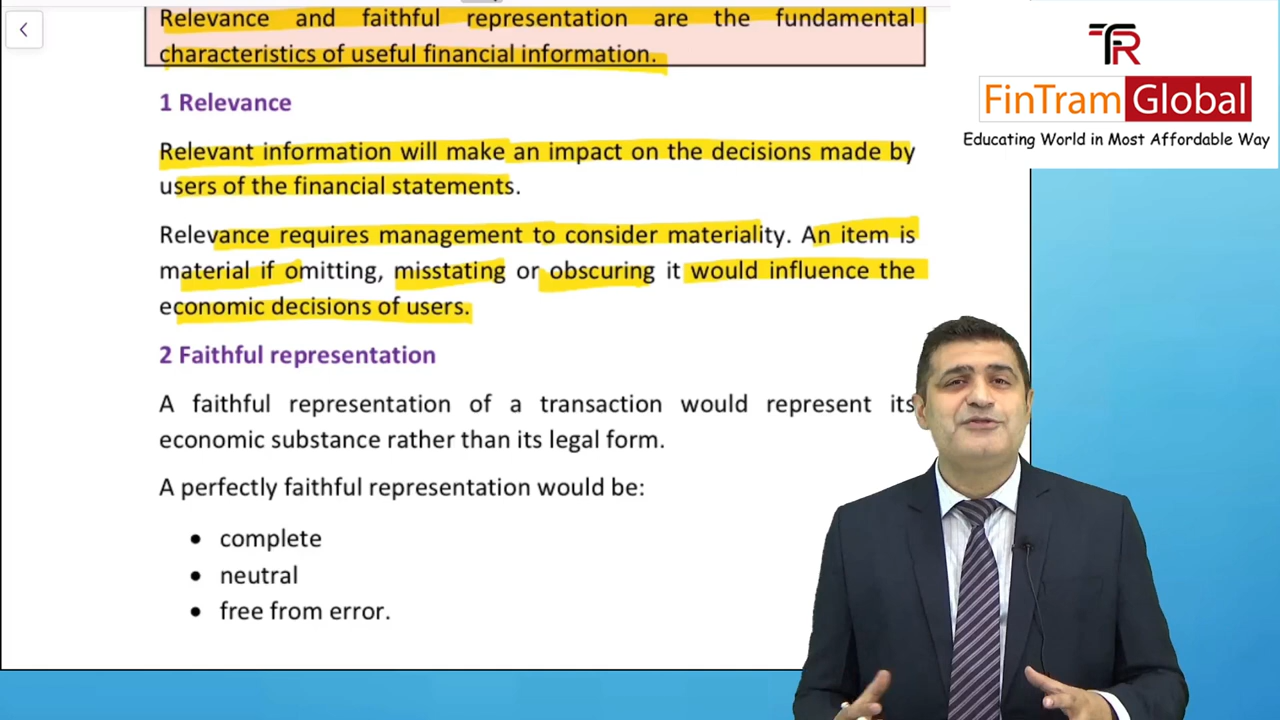 Relevance and faithful representation are the fundamental
characteristics of useful financial information.
1 Relevance
Relevant information will make an impact on the decisions made by
users of the financial statements.
Relevance requires management to consider materiality. An item is
material if omitting, misstating or obscuring it would influence the
economic decisions of users.
2 Faithful representation
A faithful representation of a transaction would represent its
economic substance rather than its legal form.
A perfectly faithful representation would be:
• complete
• neutral
• free from error.
TFR
FinTram Global
Educating World in Most Affordable Way